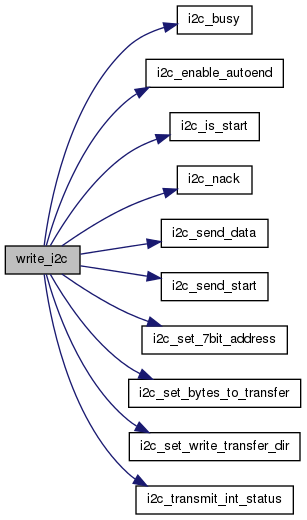 write_i2c
i2c_busy
i2c_enable_autoend
i2c_is_start
i2c_nack
i2c_send_data
i2c_send_start
i2c_set_7bit_address
i2c_set_bytes_to_transfer
i2c_set_write_transfer_dir
i2c_transmit_int_status